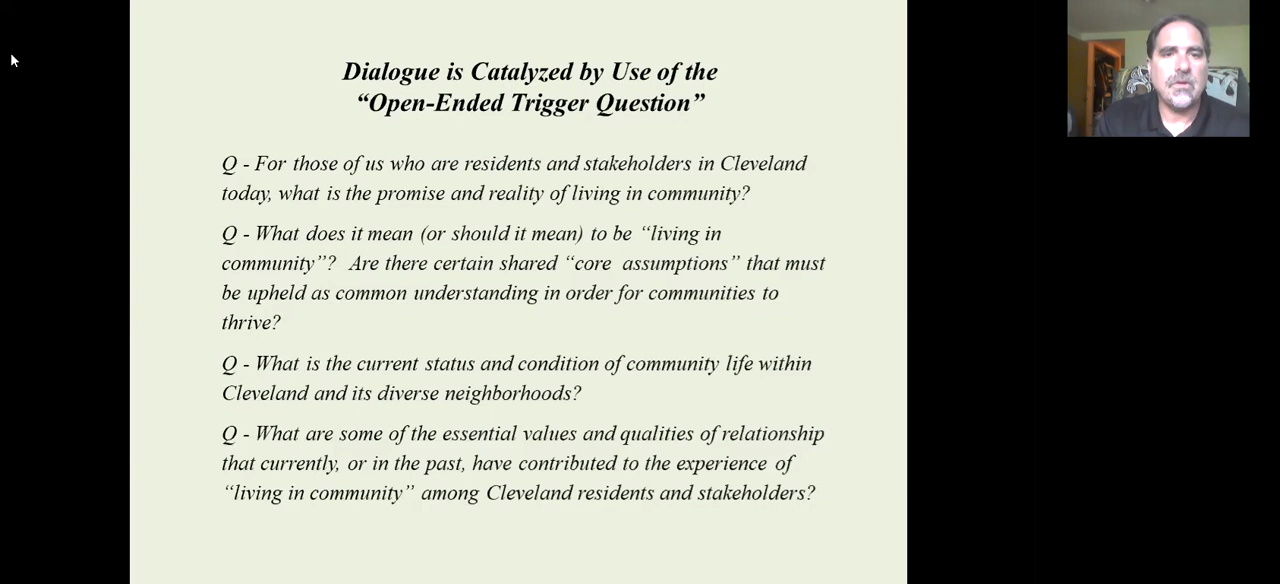 Dialogue is Catalyzed by Use of the
“Open-Ended Trigger Question”
Q - For those of us who are residents and stakeholders in Cleveland
today, what is the promise and reality of living in community?
Q - What does it mean (or should it mean) to be “living in
community”?  Are there certain shared “core  assumptions” that must
be upheld as common understanding in order for communities to
thrive?
Q - What is the current status and condition of community life within
Cleveland and its diverse neighborhoods?
Q - What are some of the essential values and qualities of relationship
that currently, or in the past, have contributed to the experience of
“living in community” among Cleveland residents and stakeholders?